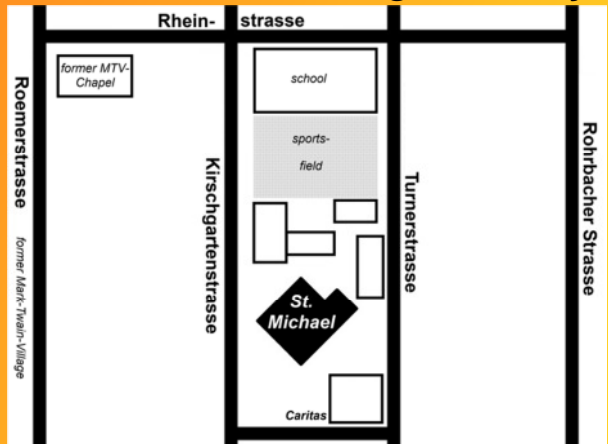 Rhein- strasse
former MTV-
Chapel
school
sports-
field
Roemerstrasse
Kirschgartenstrasse
Turnerstrasse
Rohrbacher Strasse
former Mark-Twain-Village
St.
Michael
Caritas